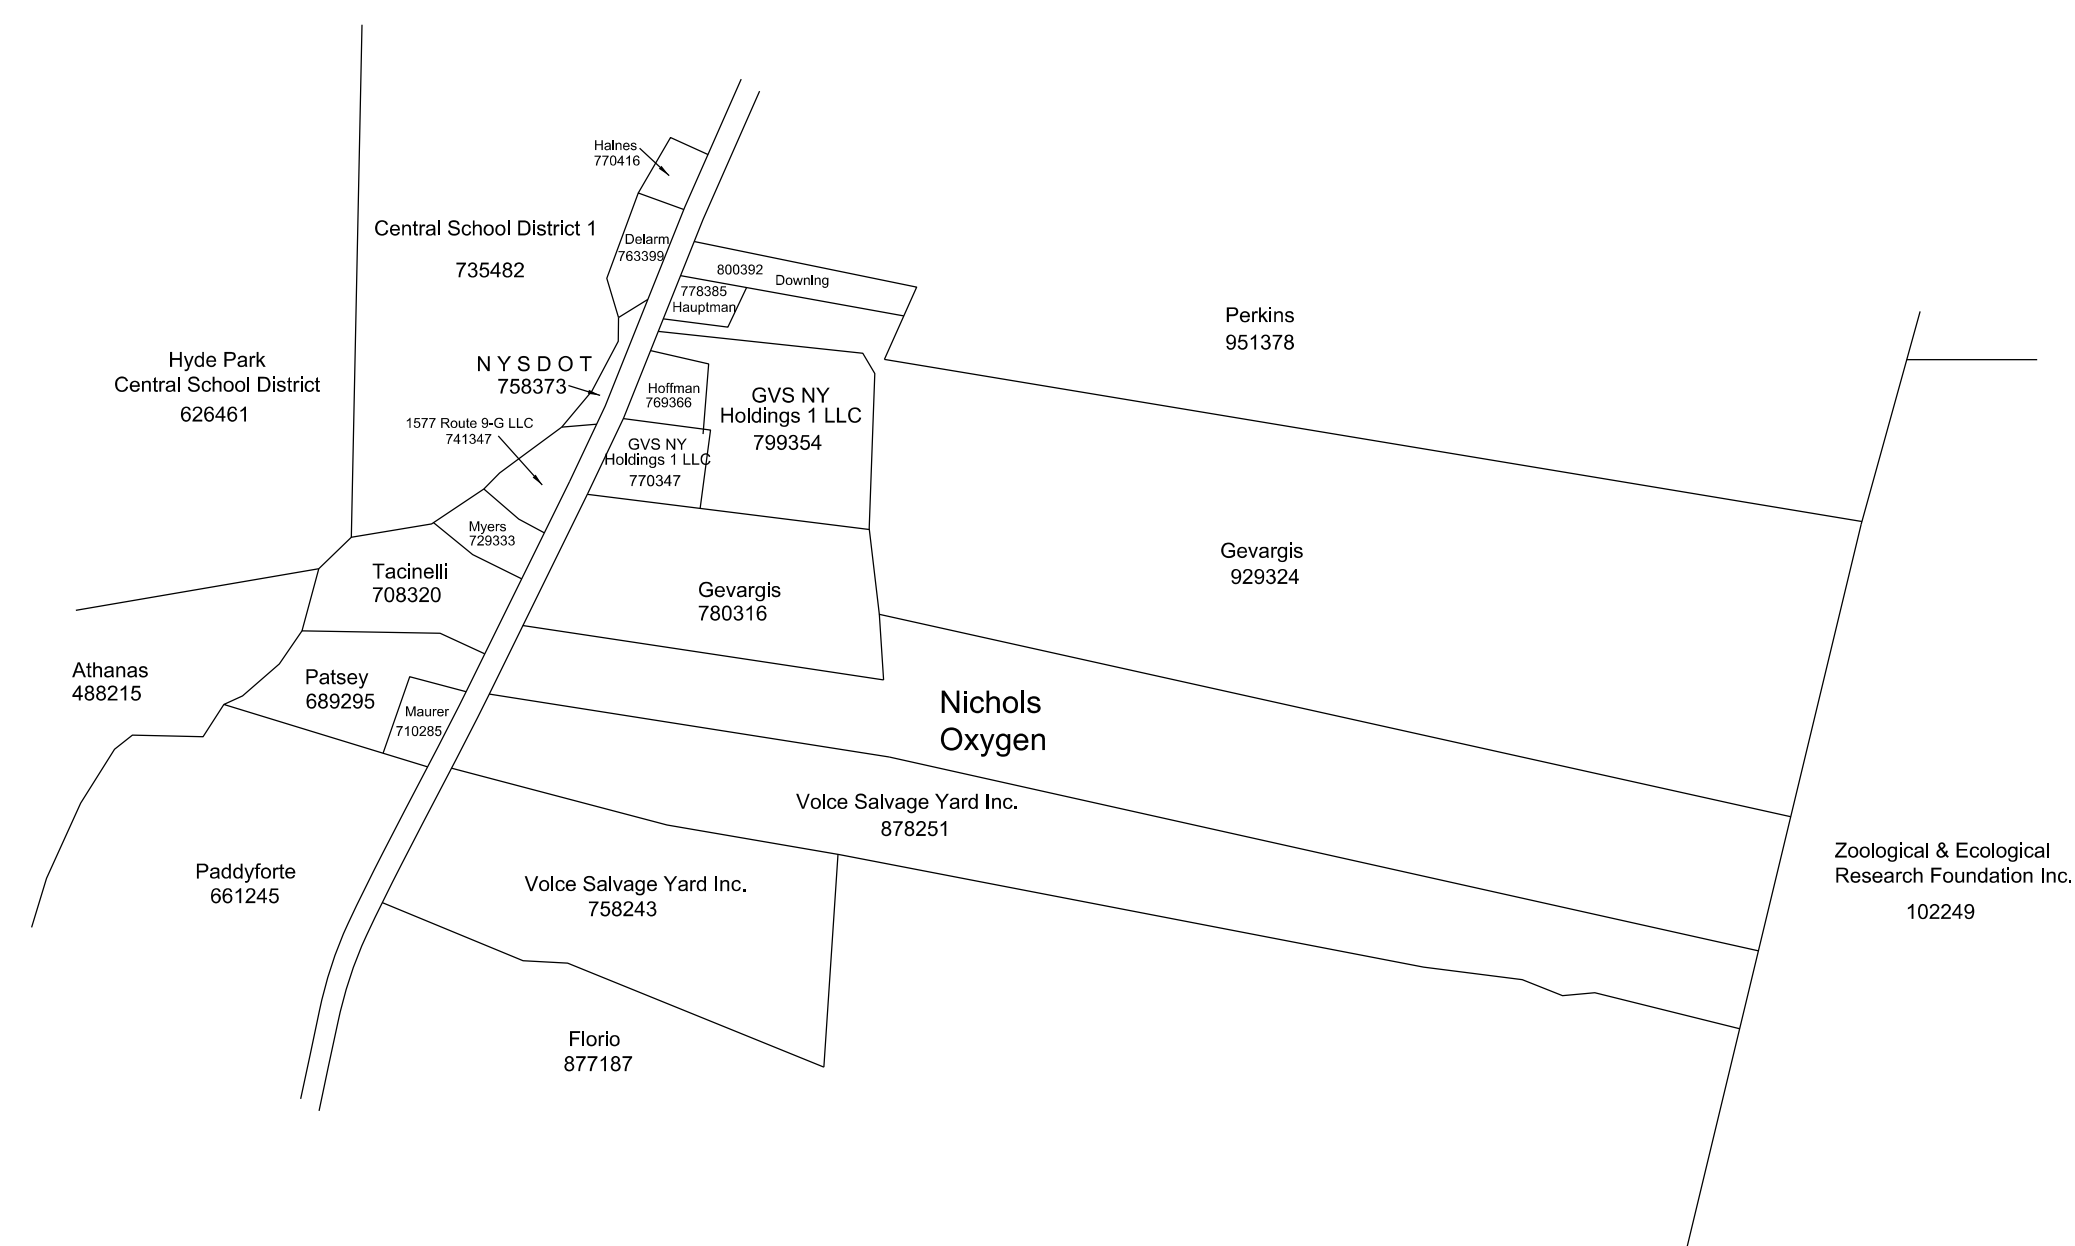 Halnes
770416
Central School District 1
735482
Delarm
763399
800392
Downlng
778385
Hauptman
Perkins
951378
Hyde Park
Central School District
626461
N Y S D O T
758373
Hoffman
769366
GVS NY
Holdings 1 LLC
799354
1577 Route 9-G LLC
741347
GVS NY
Holdings 1 LLC
770347
Myers
729333
Tacinelli
708320
Gevargis
780316
Gevargis
929324
Athanas
488215
Patsey
689295
Maurer
710285
Nichols
Oxygen
Volce Salvage Yard Inc.
878251
Paddyforte
661245
Volce Salvage Yard Inc.
758243
Zoological & Ecological
Research Foundation Inc.
102249
Florio
877187